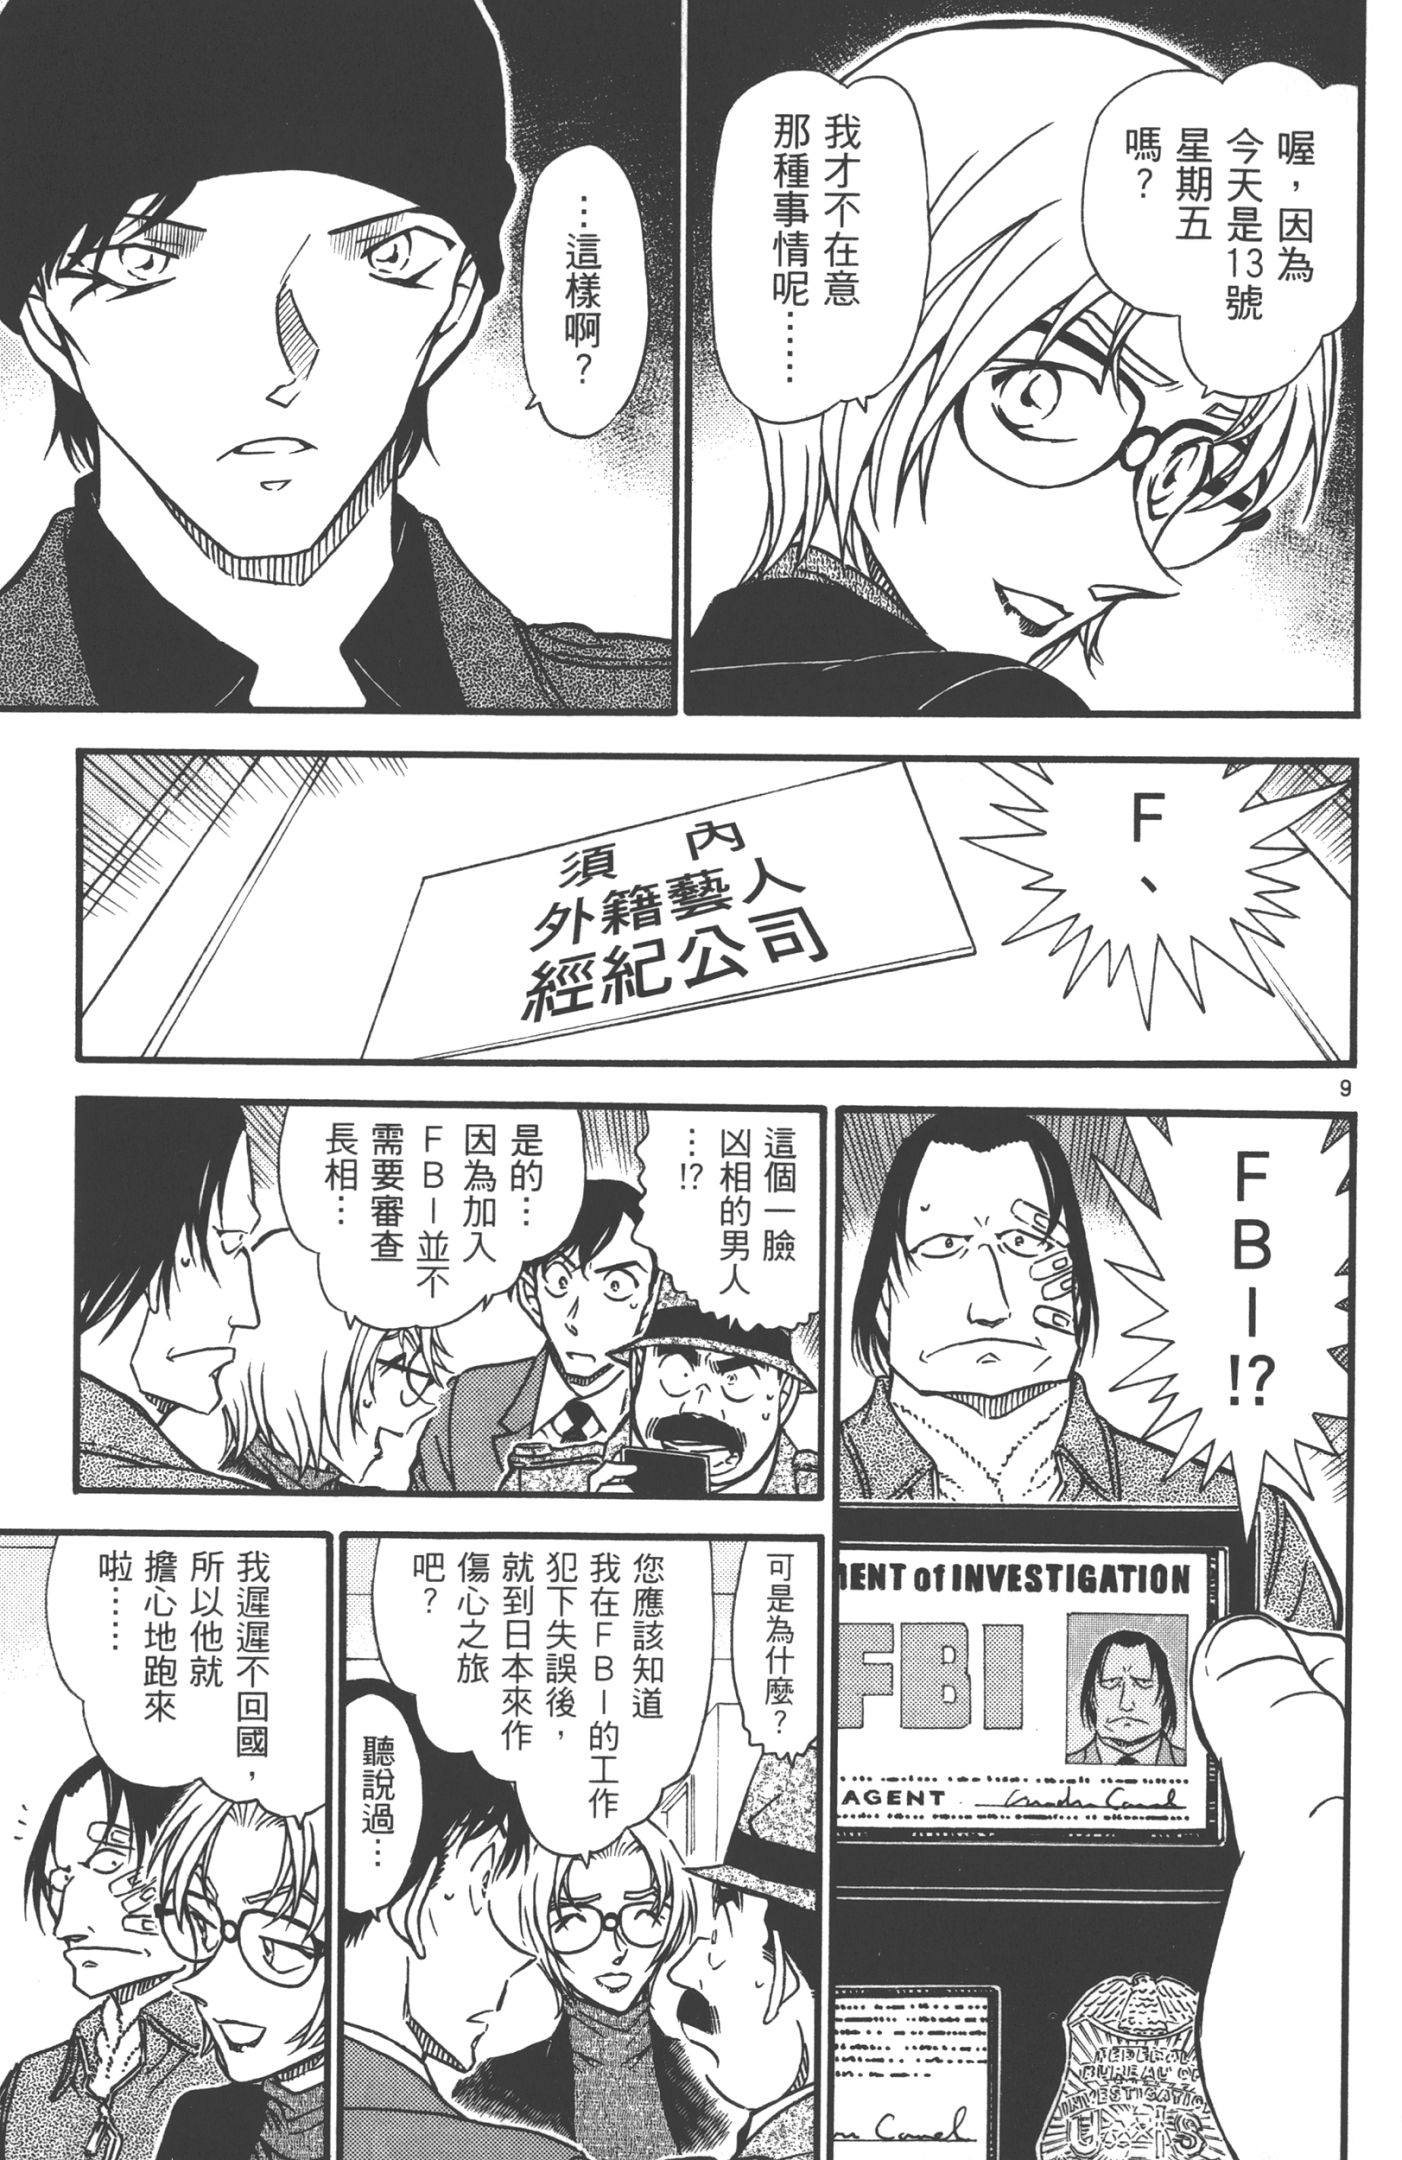 喔，因為
今天是13號
星期五
嗎？
我才不在意
那種事情呢……
…這樣啊？
F、
須內
外籍藝人
經紀公司
9
FBI!?
MENT of INVESTIGATION
FBI
AGENT
FEDERAL
BUREAU OF
INVESTIGATION
這個一臉
凶相的男人
…!?
是的…
因為加入
FBI並不
需要審查
長相…
可是為什麼？
您應該知道
我在FBI的工作
犯下失誤後，
就到日本來作
傷心之旅
吧？
聽說過…
我遲遲不回國，
所以他就
擔心地跑來
啦……